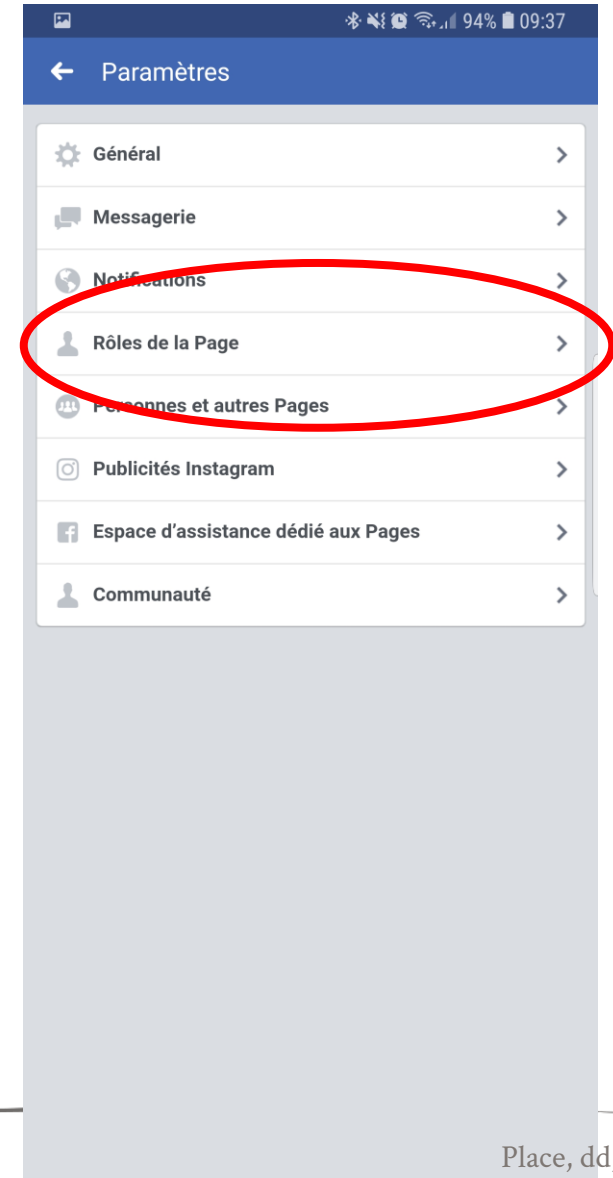 94% 09:37
Paramètres
Général
Messagerie
Notifications
Rôles de la Page
Personnes et autres Pages
Publicités Instagram
Espace d'assistance dédié aux Pages
Communauté
Place, dd